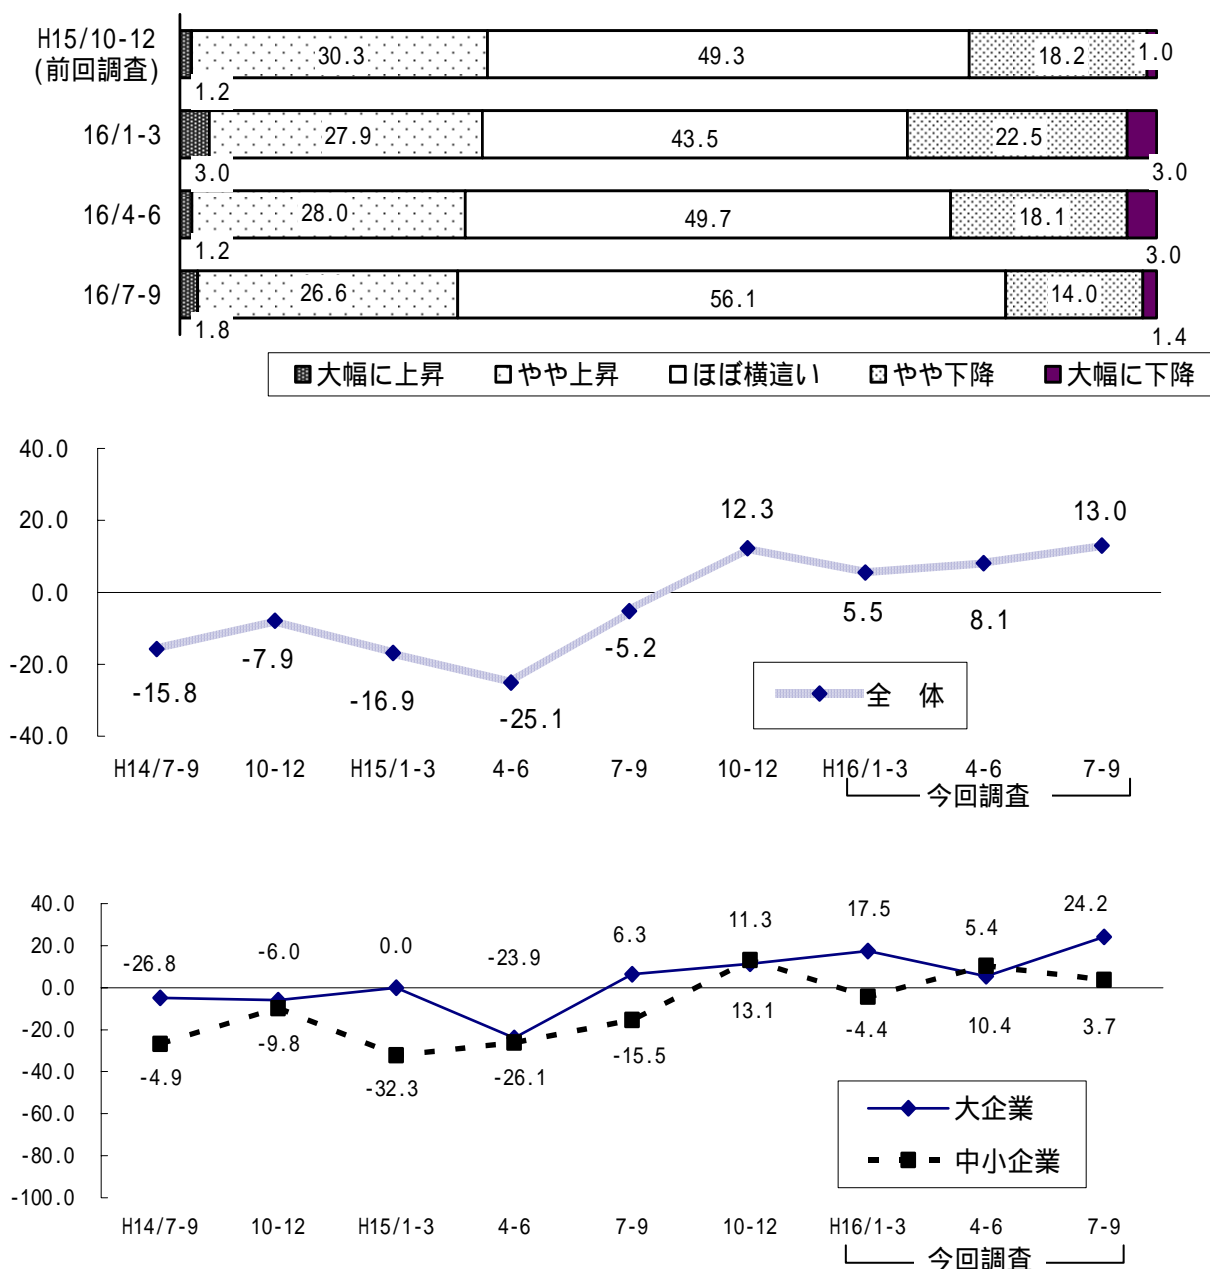 H15/10-12
(前回調査)
30.3 49.3 18.2 1.0
1.2
16/1-3 27.9 43.5 22.5
3.0 3.0
16/4-6 28.0 49.7 18.1
1.2 3.0
16/7-9 26.6 56.1 14.0
1.8 1.4
大幅に上昇 やや上昇 ほぼ横這い やや下降 大幅に下降
40.0
20.0
0.0
-20.0
-40.0
12.3 13.0
5.5 8.1
-15.8 -7.9 -16.9 -25.1 -5.2
全 体
H14/7-9 10-12 H15/1-3 4-6 7-9 10-12 H16/1-3 4-6 7-9
今回調査
40.0
20.0
0.0
-20.0
-40.0
-60.0
-80.0
-100.0
-26.8 -6.0 0.0 -23.9 6.3 11.3 17.5 5.4 24.2
-4.9 -9.8 -32.3 -26.1 -15.5 13.1 -4.4 10.4 3.7
大企業
中小企業
H14/7-9 10-12 H15/1-3 4-6 7-9 10-12 H16/1-3 4-6 7-9
今回調査